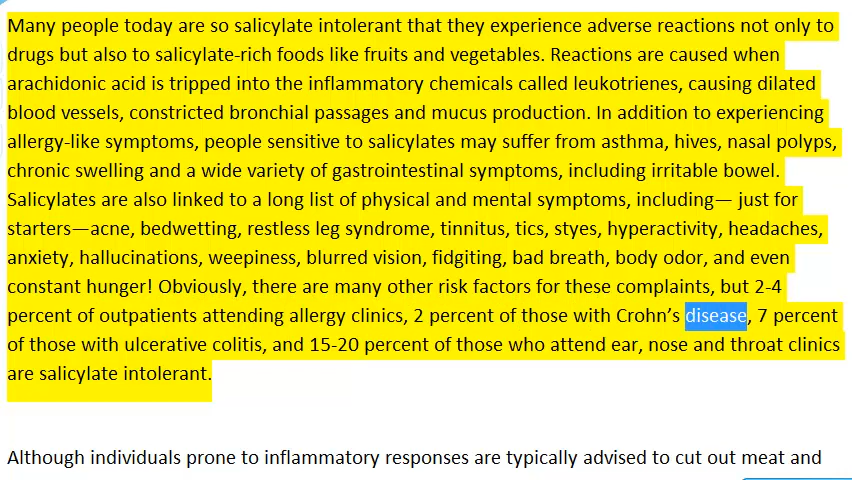 Many people today are so salicylate intolerant that they experience adverse reactions not only to
drugs but also to salicylate-rich foods like fruits and vegetables. Reactions are caused when
arachidonic acid is tripped into the inflammatory chemicals called leukotrienes, causing dilated
blood vessels, constricted bronchial passages and mucus production. In addition to experiencing
allergy-like symptoms, people sensitive to salicylates may suffer from asthma, hives, nasal polyps,
chronic swelling and a wide variety of gastrointestinal symptoms, including irritable bowel.
Salicylates are also linked to a long list of physical and mental symptoms, including— just for
starters—acne, bedwetting, restless leg syndrome, tinnitus, tics, styes, hyperactivity, headaches,
anxiety, hallucinations, weepiness, blurred vision, fidgiting, bad breath, body odor, and even
constant hunger! Obviously, there are many other risk factors for these complaints, but 2-4
percent of outpatients attending allergy clinics, 2 percent of those with Crohn’s disease, 7 percent
of those with ulcerative colitis, and 15-20 percent of those who attend ear, nose and throat clinics
are salicylate intolerant.
Although individuals prone to inflammatory responses are typically advised to cut out meat and